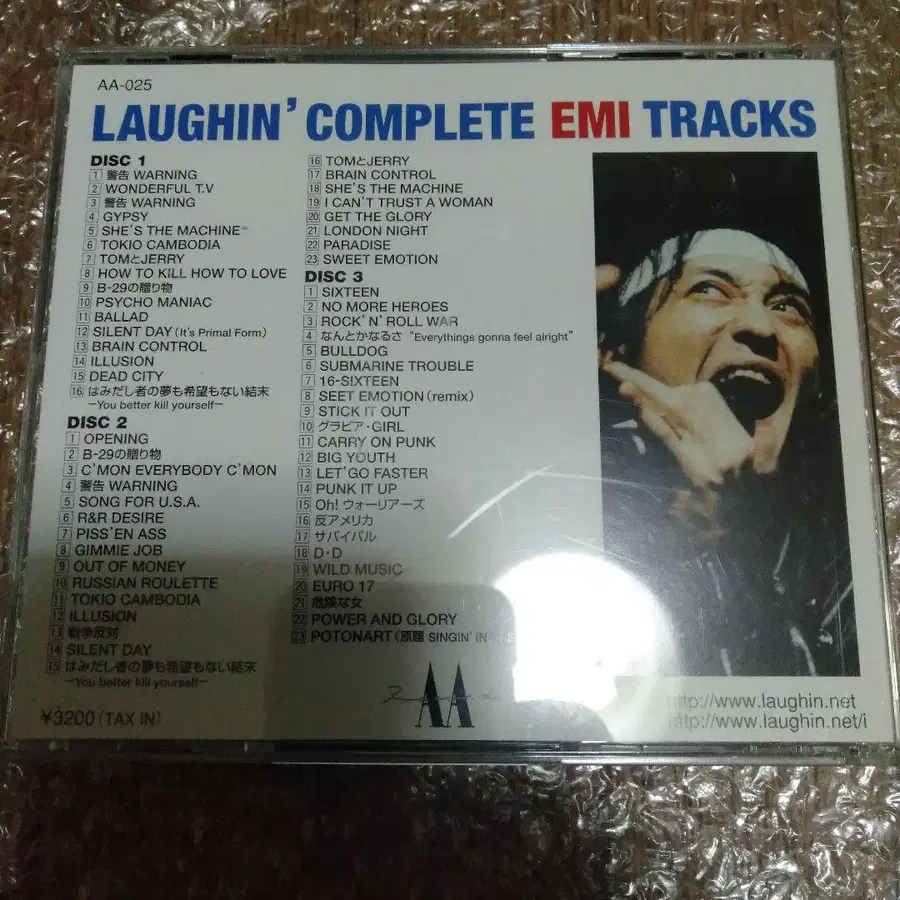 AA-025
LAUGHIN' COMPLETE EMI TRACKS
DISC 1
1 警告 WARNING
2 WONDERFUL T.V
3 警告 WARNING
4 GYPSY
5 SHE'S THE MACHINE
6 TOKIO CAMBODIA
7 TOMとJERRY
8 HOW TO KILL HOW TO LOVE
9 B-29の贈り物
10 PSYCHO MANIAC
11 BALLAD
12 SILENT DAY (It's Primal Form)
13 BRAIN CONTROL
14 ILLUSION
15 DEAD CITY
16 はみだし者の夢も希望もない結末
–You better kill yourself–
DISC 2
1 OPENING
2 B-29の贈り物
3 C'MON EVERYBODY C'MON
4 警告 WARNING
5 SONG FOR U.S.A.
6 R&R DESIRE
7 PISS'EN ASS
8 GIMMIE JOB
9 OUT OF MONEY
10 RUSSIAN ROULETTE
11 TOKIO CAMBODIA
12 ILLUSION
13 戦争反対
14 SILENT DAY
15 はみだし者の夢も希望もない結末
–You better kill yourself–
16 TOMとJERRY
17 BRAIN CONTROL
18 SHE'S THE MACHINE
19 I CAN'T TRUST A WOMAN
20 GET THE GLORY
21 LONDON NIGHT
22 PARADISE
23 SWEET EMOTION
DISC 3
1 SIXTEEN
2 NO MORE HEROES
3 ROCK'N'ROLL WAR
4 なんとかなるさ "Everythings gonna feel alright"
5 BULLDOG
6 SUBMARINE TROUBLE
7 16-SIXTEEN
8 SEET EMOTION (remix)
9 STICK IT OUT
10 グラビア・GIRL
11 CARRY ON PUNK
12 BIG YOUTH
13 LET'GO FASTER
14 PUNK IT UP
15 Oh! ウォーリアーズ
16 反アメリカ
17 サバイバル
18 D・D
19 WILD MUSIC
20 EURO 17
21 危険な女
22 POWER AND GLORY
23 POTONART (原題 SINGIN' IN
AA
¥3200 (TAX IN)
http://www.laughin.net
http://www.laughin.net/i